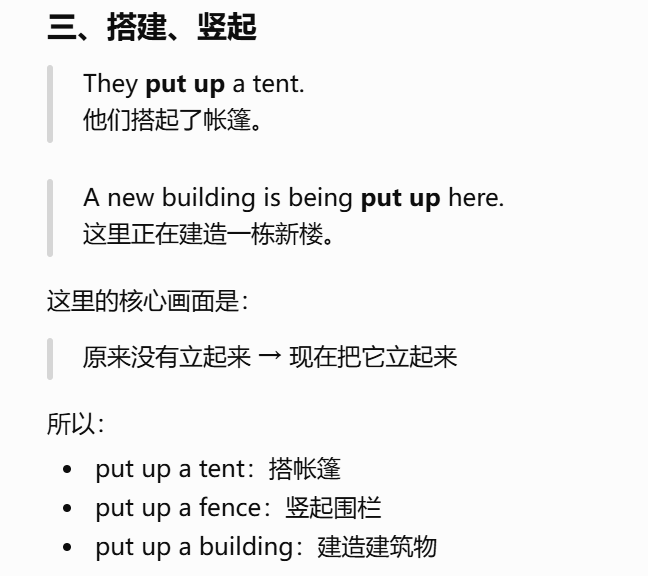 三、搭建、竖起
They put up a tent.
他们搭起了帐篷。
A new building is being put up here.
这里正在建造一栋新楼。
这里的核心画面是：
原来没有立起来 → 现在把它立起来
所以：
• put up a tent：搭帐篷
• put up a fence：竖起围栏
• put up a building：建造建筑物